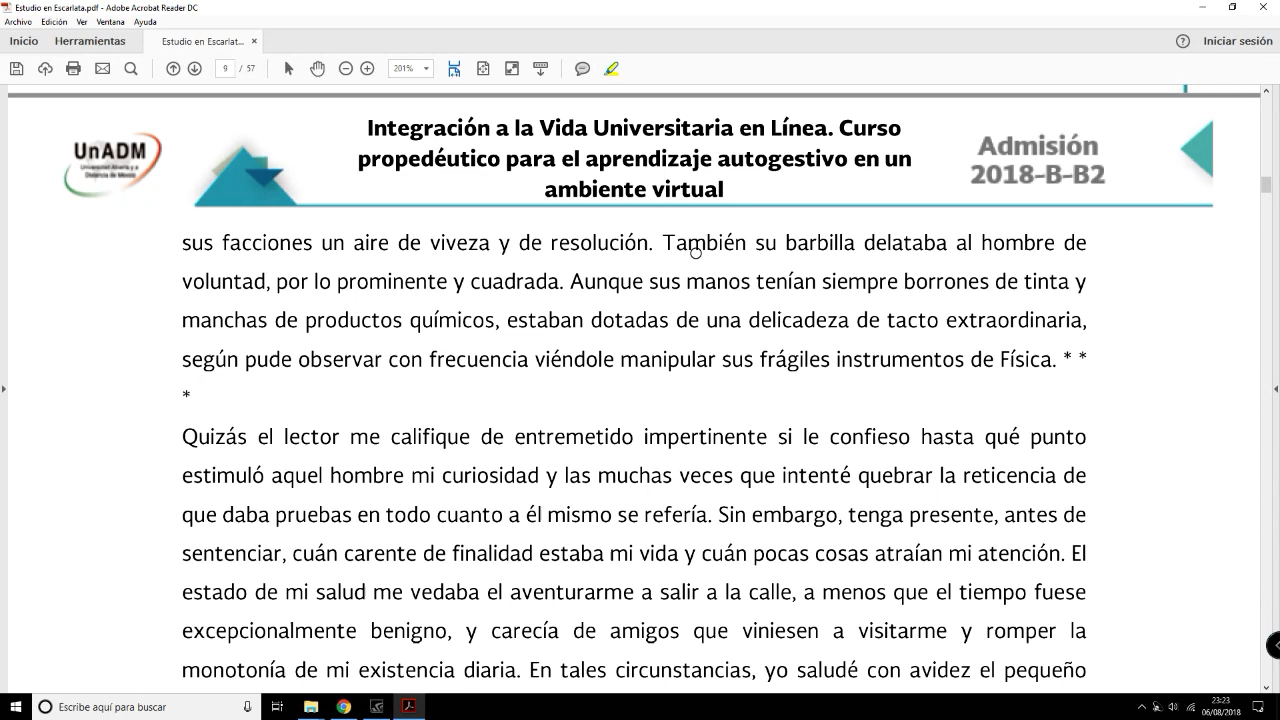 Estudio en Escarlata.pdf - Adobe Acrobat Reader DC
Archivo Edición Ver Ventana Ayuda
Inicio Herramientas Estudio en Escarlat... × Iniciar sesión
9 / 57 201%
UnADM
Universidad Abierta y a
Distancia de México
Integración a la Vida Universitaria en Línea. Curso
propedéutico para el aprendizaje autogestivo en un
ambiente virtual
Admisión
2018-B-B2
sus facciones un aire de viveza y de resolución. También su barbilla delataba al hombre de
voluntad, por lo prominente y cuadrada. Aunque sus manos tenían siempre borrones de tinta y
manchas de productos químicos, estaban dotadas de una delicadeza de tacto extraordinaria,
según pude observar con frecuencia viéndole manipular sus frágiles instrumentos de Física. * *
*
Quizás el lector me califique de entremetido impertinente si le confieso hasta qué punto
estimuló aquel hombre mi curiosidad y las muchas veces que intenté quebrar la reticencia de
que daba pruebas en todo cuanto a él mismo se refería. Sin embargo, tenga presente, antes de
sentenciar, cuán carente de finalidad estaba mi vida y cuán pocas cosas atraían mi atención. El
estado de mi salud me vedaba el aventurarme a salir a la calle, a menos que el tiempo fuese
excepcionalmente benigno, y carecía de amigos que viniesen a visitarme y romper la
monotonía de mi existencia diaria. En tales circunstancias, yo saludé con avidez el pequeño
Escribe aquí para buscar
23:23
06/08/2018